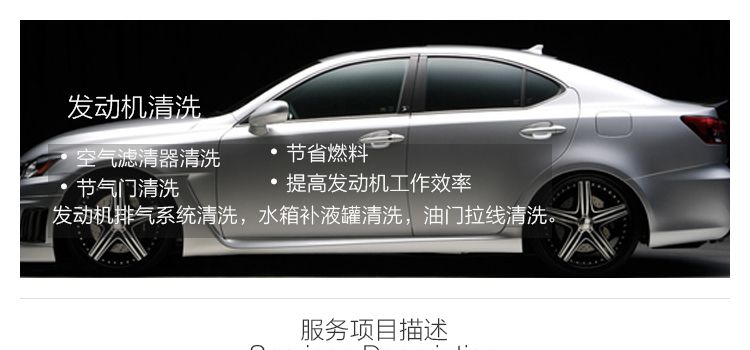 发动机清洗
• 空气滤清器清洗
• 节气门清洗
• 节省燃料
• 提高发动机工作效率
发动机排气系统清洗，水箱补液罐清洗，油门拉线清洗。
服务项目描述